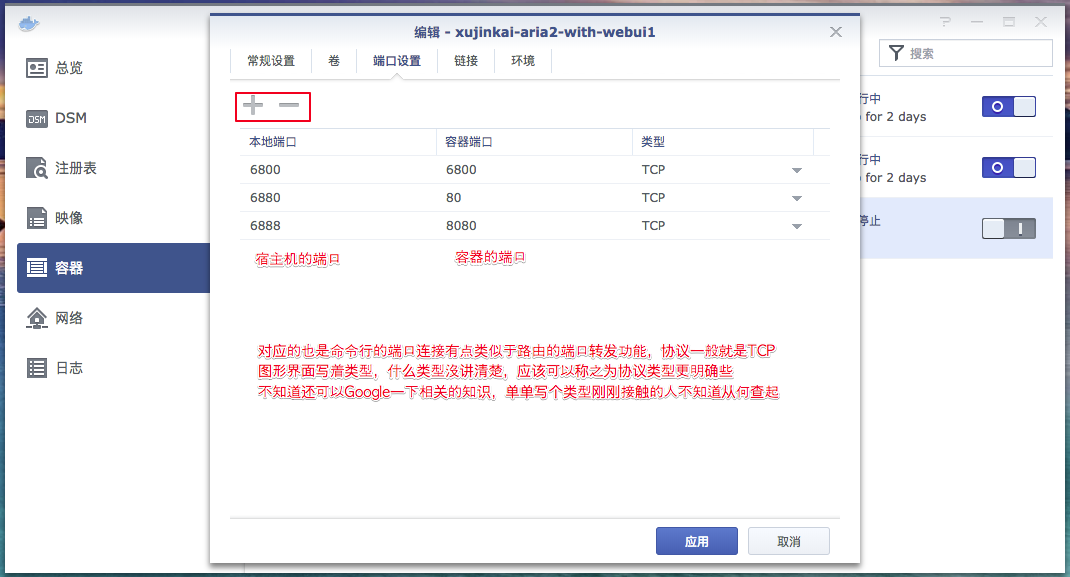 编辑 - xujinkai-aria2-with-webui1
搜索
总览
DSM
DSM
注册表
映像
容器
网络
日志
常规设置 卷 端口设置 链接 环境
本地端口 容器端口 类型
6800 6800 TCP
6880 80 TCP
6888 8080 TCP
宿主机的端口 容器的端口
对应的也是命令行的端口连接有点类似于路由的端口转发功能，协议一般就是TCP
图形界面写着类型，什么类型没讲清楚，应该可以称之为协议类型更明确些
不知道还可以Google一下相关的知识，单单写个类型刚刚接触的人不知道从何查起
应用 取消
行中
for 2 days
行中
for 2 days
停止